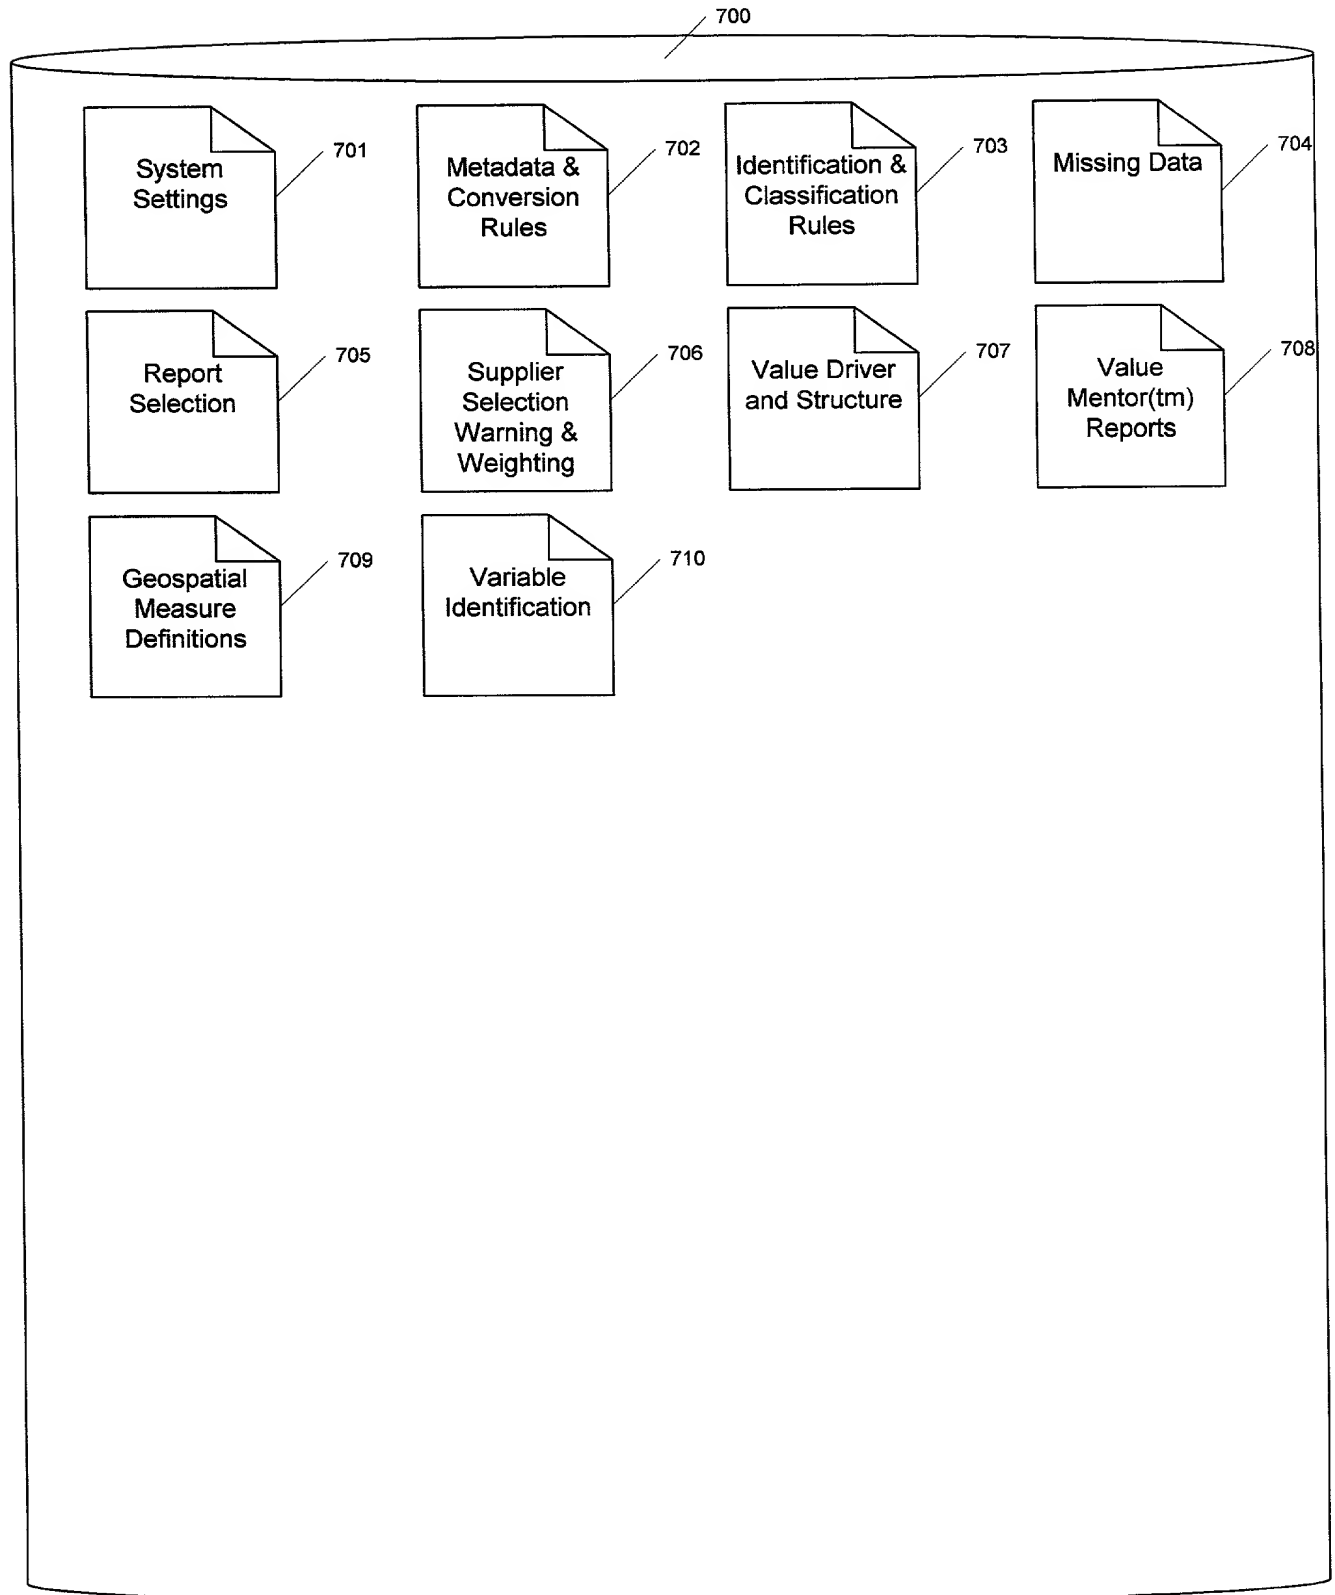 700
System
Settings
701
Metadata &
Conversion
Rules
702
Identification &
Classification
Rules
703
Missing Data
704
Report
Selection
705
Supplier
Selection
Warning &
Weighting
706
Value Driver
and Structure
707
Value
Mentor(tm)
Reports
708
Geospatial
Measure
Definitions
709
Variable
Identification
710